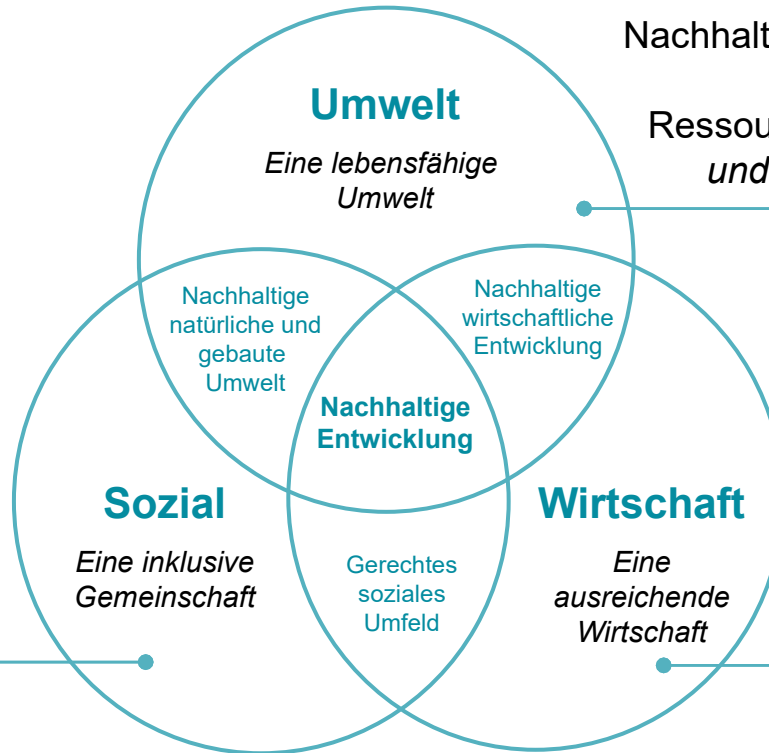 Nachhalt
Ressou
und
Umwelt
Eine lebensfähige
Umwelt
Nachhaltige
natürliche und
gebaute
Umwelt
Nachhaltige
wirtschaftliche
Entwicklung
Nachhaltige
Entwicklung
Sozial
Eine inklusive
Gemeinschaft
Gerechtes
soziales
Umfeld
Wirtschaft
Eine
ausreichende
Wirtschaft